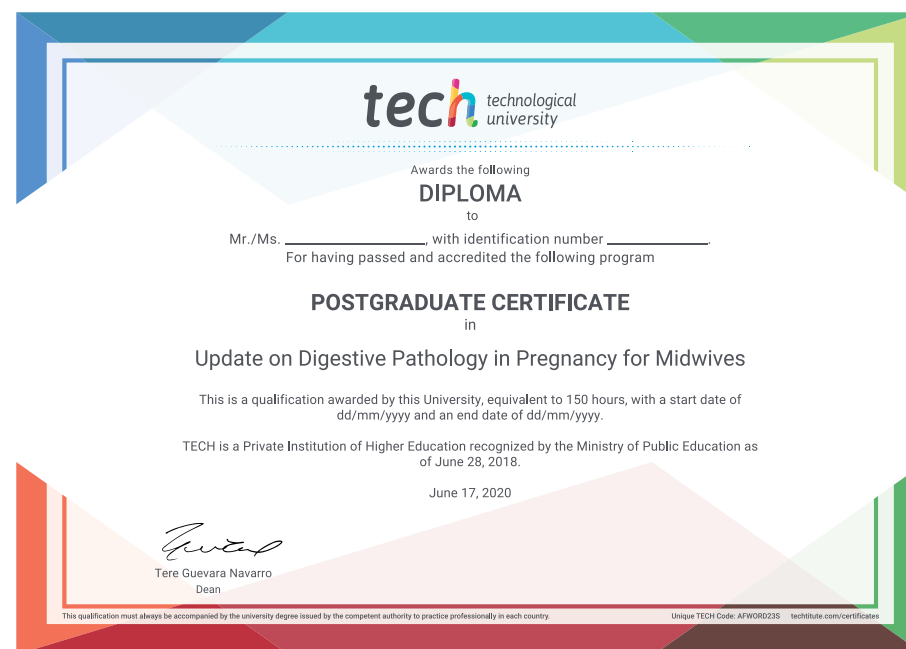 tech technological
university
Awards the following
DIPLOMA
to
Mr./Ms. ____________________, with identification number ____________________.
For having passed and accredited the following program
POSTGRADUATE CERTIFICATE
in
Update on Digestive Pathology in Pregnancy for Midwives
This is a qualification awarded by this University, equivalent to 150 hours, with a start date of
dd/mm/yyyy and an end date of dd/mm/yyyy.
TECH is a Private Institution of Higher Education recognized by the Ministry of Public Education as
of June 28, 2018.
June 17, 2020
Tere Guevara Navarro
Dean
This qualification must always be accompanied by the university degree issued by the competent authority to practice professionally in each country.
Unique TECH Code: AFWORD23S techtitute.com/certificates